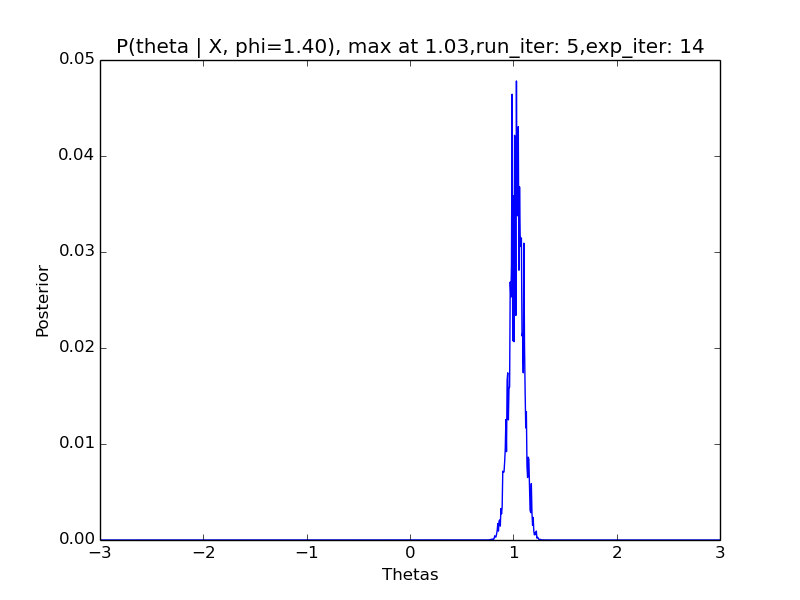 P(theta | X, phi=1.40), max at 1.03,run_iter: 5,exp_iter: 14
0.05
0.04
0.03
0.02
0.01
0.00
Posterior
−3 −2 −1 0 1 2 3
Thetas